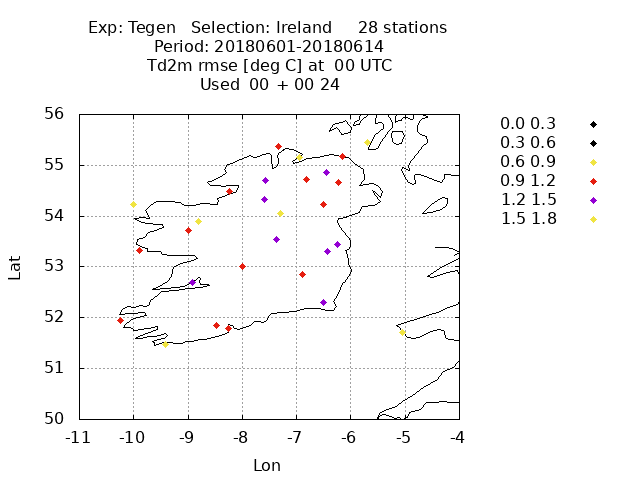 Exp: Tegen   Selection: Ireland     28 stations
Period: 20180601-20180614
Td2m rmse [deg C] at  00 UTC
Used  00 + 00 24
56
55
54
53
52
51
50
-11 -10 -9 -8 -7 -6 -5 -4
Lat
Lon
0.0 0.3
0.3 0.6
0.6 0.9
0.9 1.2
1.2 1.5
1.5 1.8